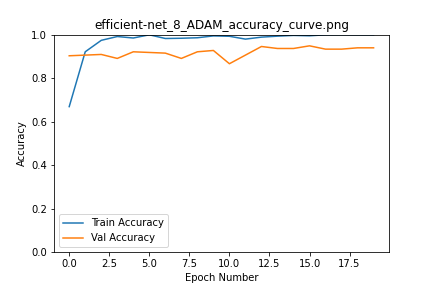 efficient-net_8_ADAM_accuracy_curve.png
1.0
0.8
0.6
0.4
0.2
0.0
Accuracy
Train Accuracy
Val Accuracy
0.0 2.5 5.0 7.5 10.0 12.5 15.0 17.5
Epoch Number